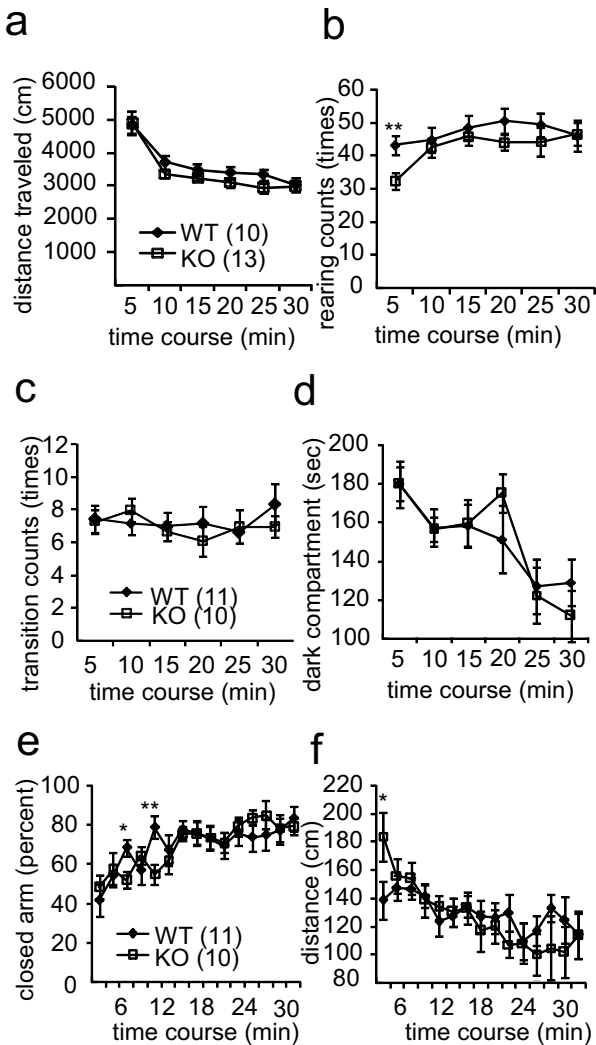 a
distance traveled (cm)
6000
5000
4000
3000
2000
1000
WT (10)
KO (13)
5 10 15 20 25 30
time course (min)
b
rearing counts (times)
60
50
40
30
20
10
0
**
5 10 15 20 25 30
time course (min)
c
transition counts (times)
12
10
8
6
4
2
0
WT (11)
KO (10)
5 10 15 20 25 30
time course (min)
d
dark compartment (sec)
200
180
160
140
120
100
5 10 15 20 25 30
time course (min)
e
closed arm (percent)
100
80
60
40
20
0
* **
WT (11)
KO (10)
6 12 18 24 30
time course (min)
f
distance (cm)
220
200
180
160
140
120
100
80
*
6 12 18 24 30
time course (min)